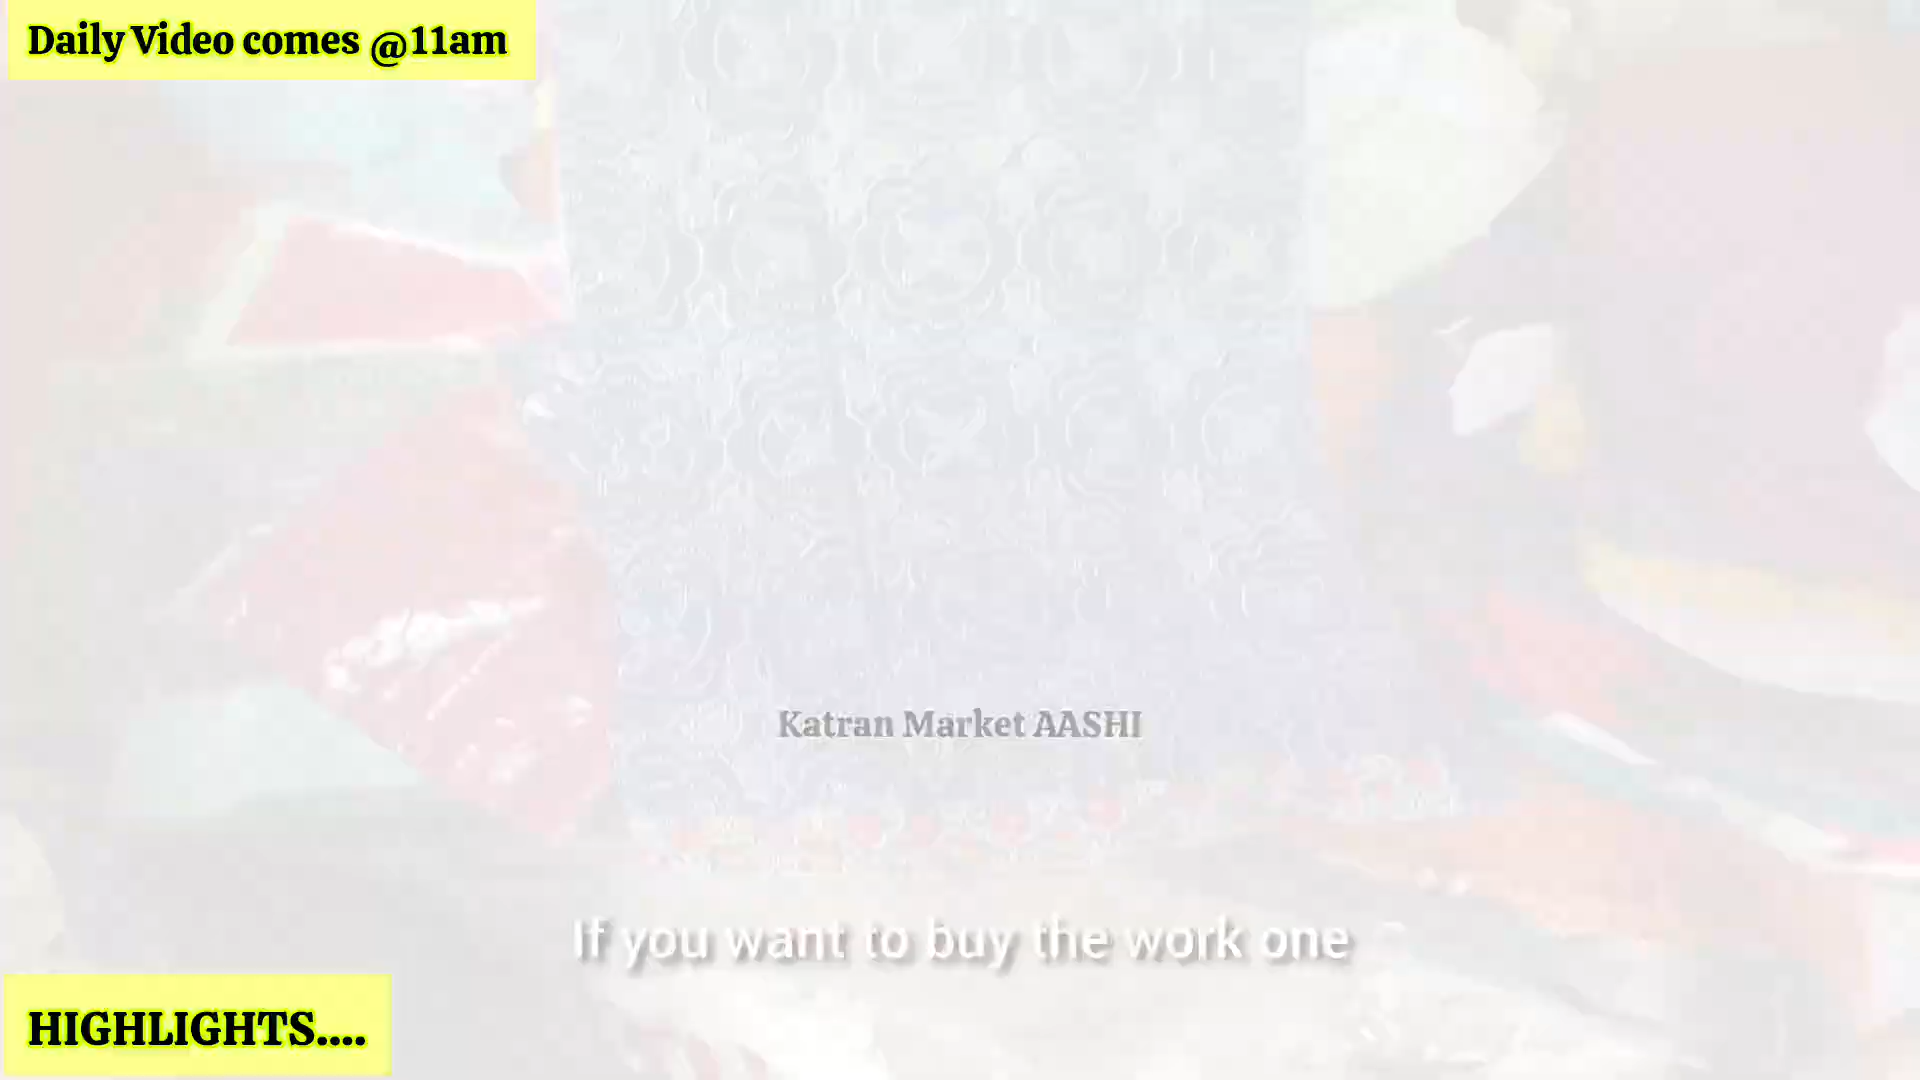 Daily Video comes @11am
Katran Market AASHI
If you want to buy the work one
HIGHLIGHTS....